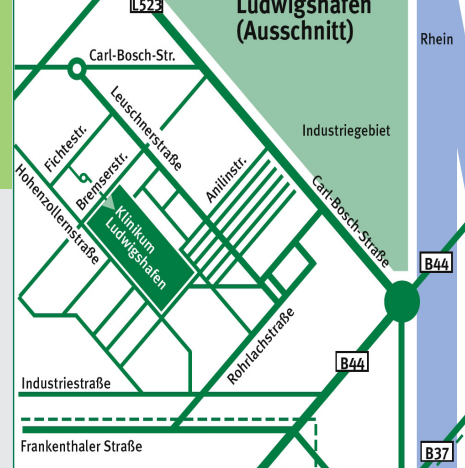 L523
Ludwigshafen
(Ausschnitt)
Rhein
Carl-Bosch-Str.
Leuschnerstraße
Industriegebiet
Fichtestr.
Bremserstr.
Anilinstr.
Hohenzollernstraße
Klinikum
Ludwigshafen
Carl-Bosch-Straße
B44
Rohrlachstraße
B44
Industriestraße
Frankenthaler Straße
B37